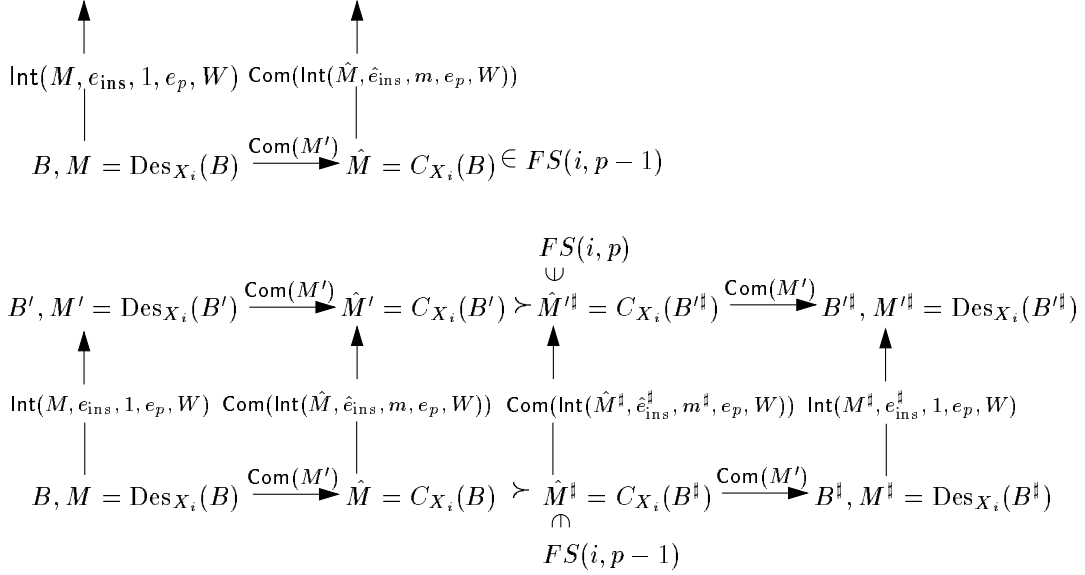 Int(M, e_ins, 1, e_p, W) Com(Int(M̂, ê_ins, m, e_p, W))
Com(M′)
B, M = Des_{X_i}(B) M̂ = C_{X_i}(B) ∈ FS(i, p − 1)
FS(i, p)
∪
Com(M′) Com(M′)
B′, M′ = Des_{X_i}(B′) M̂′ = C_{X_i}(B′) ≻ M̂′^♯ = C_{X_i}(B′^♯) B′^♯, M′^♯ = Des_{X_i}(B′^♯)
Int(M, e_ins, 1, e_p, W) Com(Int(M̂, ê_ins, m, e_p, W)) Com(Int(M̂^♯, ê^♯_ins, m^♯, e_p, W)) Int(M^♯, e^♯_ins, 1, e_p, W)
Com(M′) Com(M′)
B, M = Des_{X_i}(B) M̂ = C_{X_i}(B) ≻ M̂^♯ = C_{X_i}(B^♯) B^♯, M^♯ = Des_{X_i}(B^♯)
∩
FS(i, p − 1)